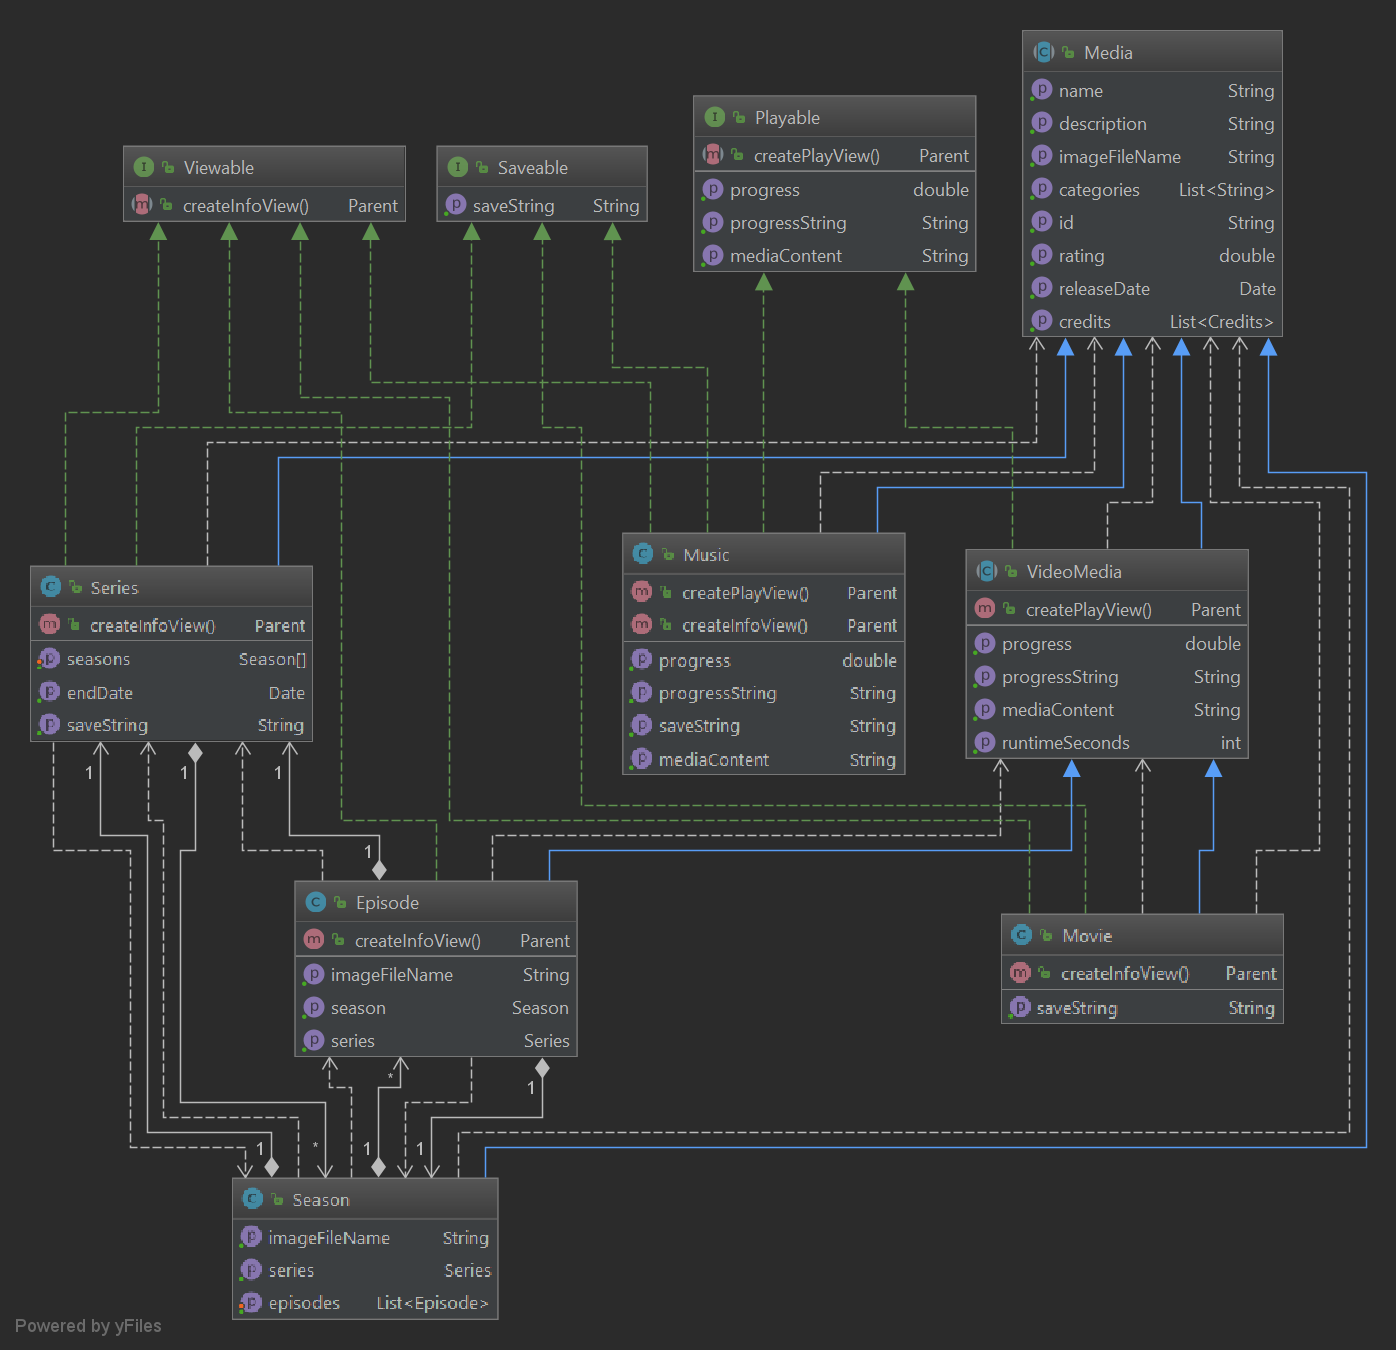 Media
name String
description String
imageFileName String
categories List<String>
id String
rating double
releaseDate Date
credits List<Credits>
Playable
createPlayView() Parent
progress double
progressString String
mediaContent String
Viewable
createInfoView() Parent
Saveable
saveString String
Series
createInfoView() Parent
seasons Season[]
endDate Date
saveString String
Music
createPlayView() Parent
createInfoView() Parent
progress double
progressString String
saveString String
mediaContent String
VideoMedia
createPlayView() Parent
progress double
progressString String
mediaContent String
runtimeSeconds int
1 1 1
1
Episode
createInfoView() Parent
imageFileName String
season Season
series Series
Movie
createInfoView() Parent
saveString String
* 1
1 * 1 1
Season
imageFileName String
series Series
episodes List<Episode>
Powered by yFiles